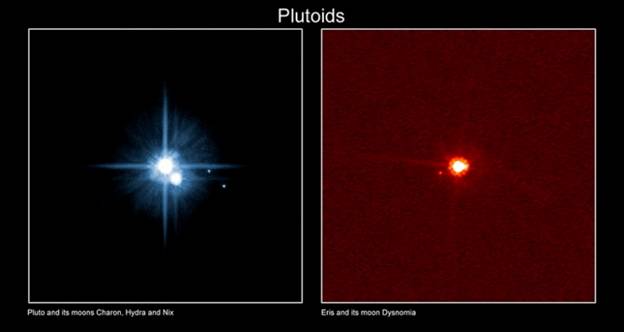 Plutoids
Pluto and its moons Charon, Hydra and Nix
Eris and its moon Dysnomia